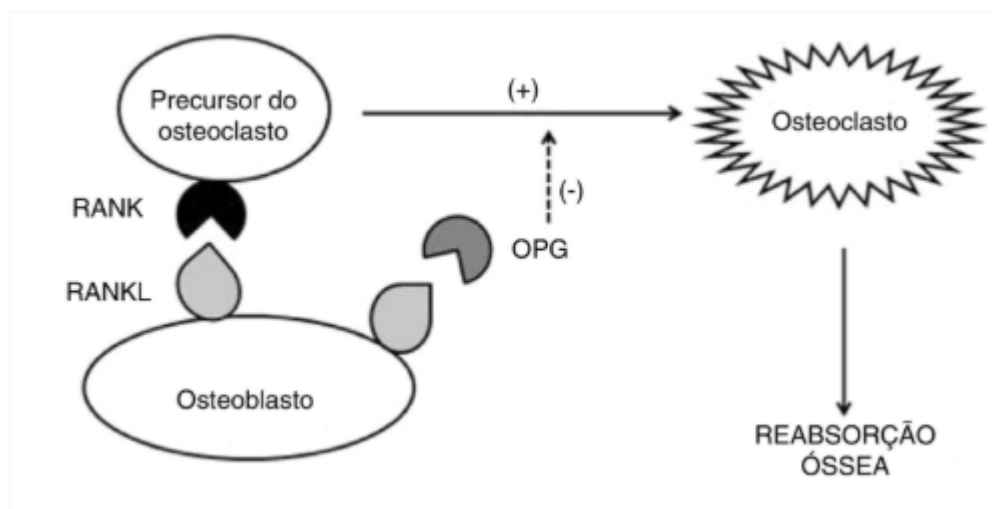 Precursor do
osteoclasto
(+)
Osteoclasto
RANK
(-)
OPG
RANKL
Osteoblasto
REABSORÇÃO
ÓSSEA